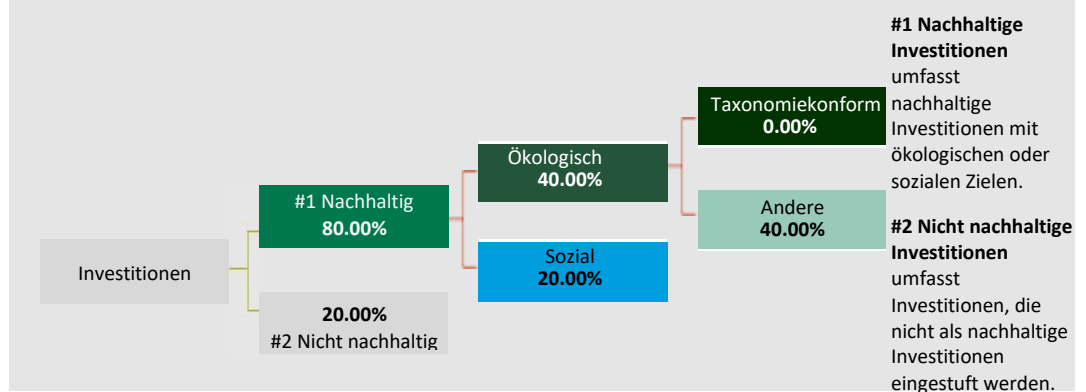 Investitionen
#1 Nachhaltig
80.00%
20.00%
#2 Nicht nachhaltig
Ökologisch
40.00%
Sozial
20.00%
Taxonomiekonform
0.00%
Andere
40.00%
#1 Nachhaltige
Investitionen
umfasst
nachhaltige
Investitionen mit
ökologischen oder
sozialen Zielen.
#2 Nicht nachhaltige
Investitionen
umfasst
Investitionen, die
nicht als nachhaltige
Investitionen
eingestuft werden.